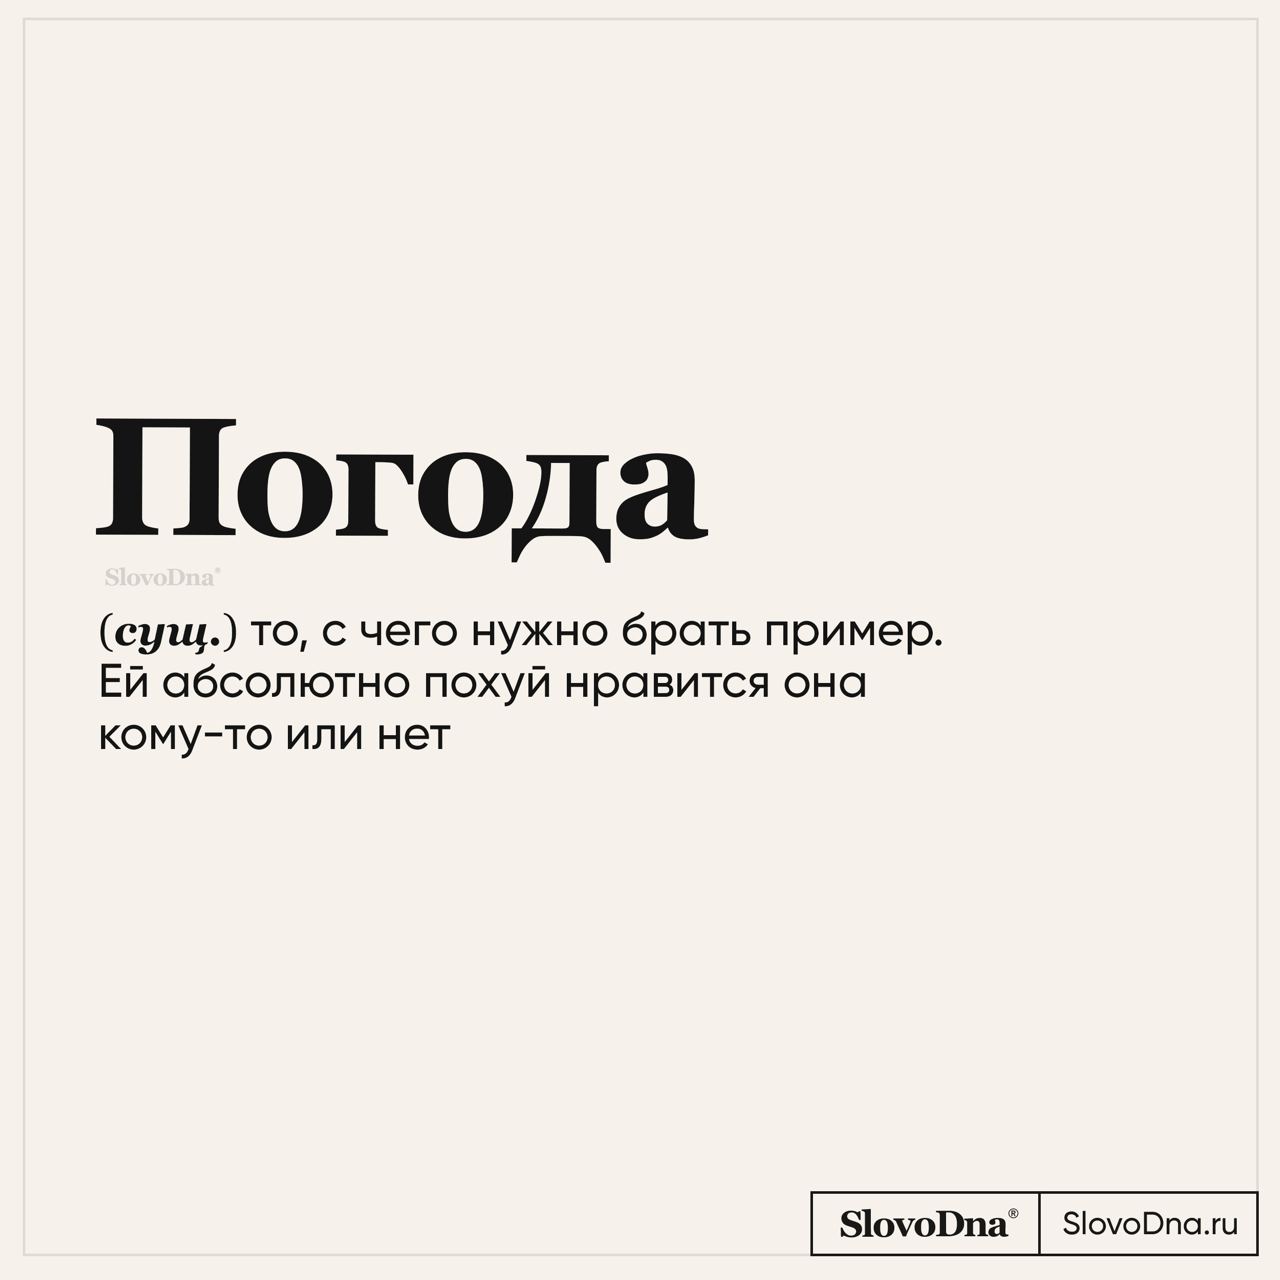 Погода
SlovoDna®
(сущ.) то, с чего нужно брать пример.
Ей абсолютно похуй нравится она
кому-то или нет
SlovoDna® SlovoDna.ru